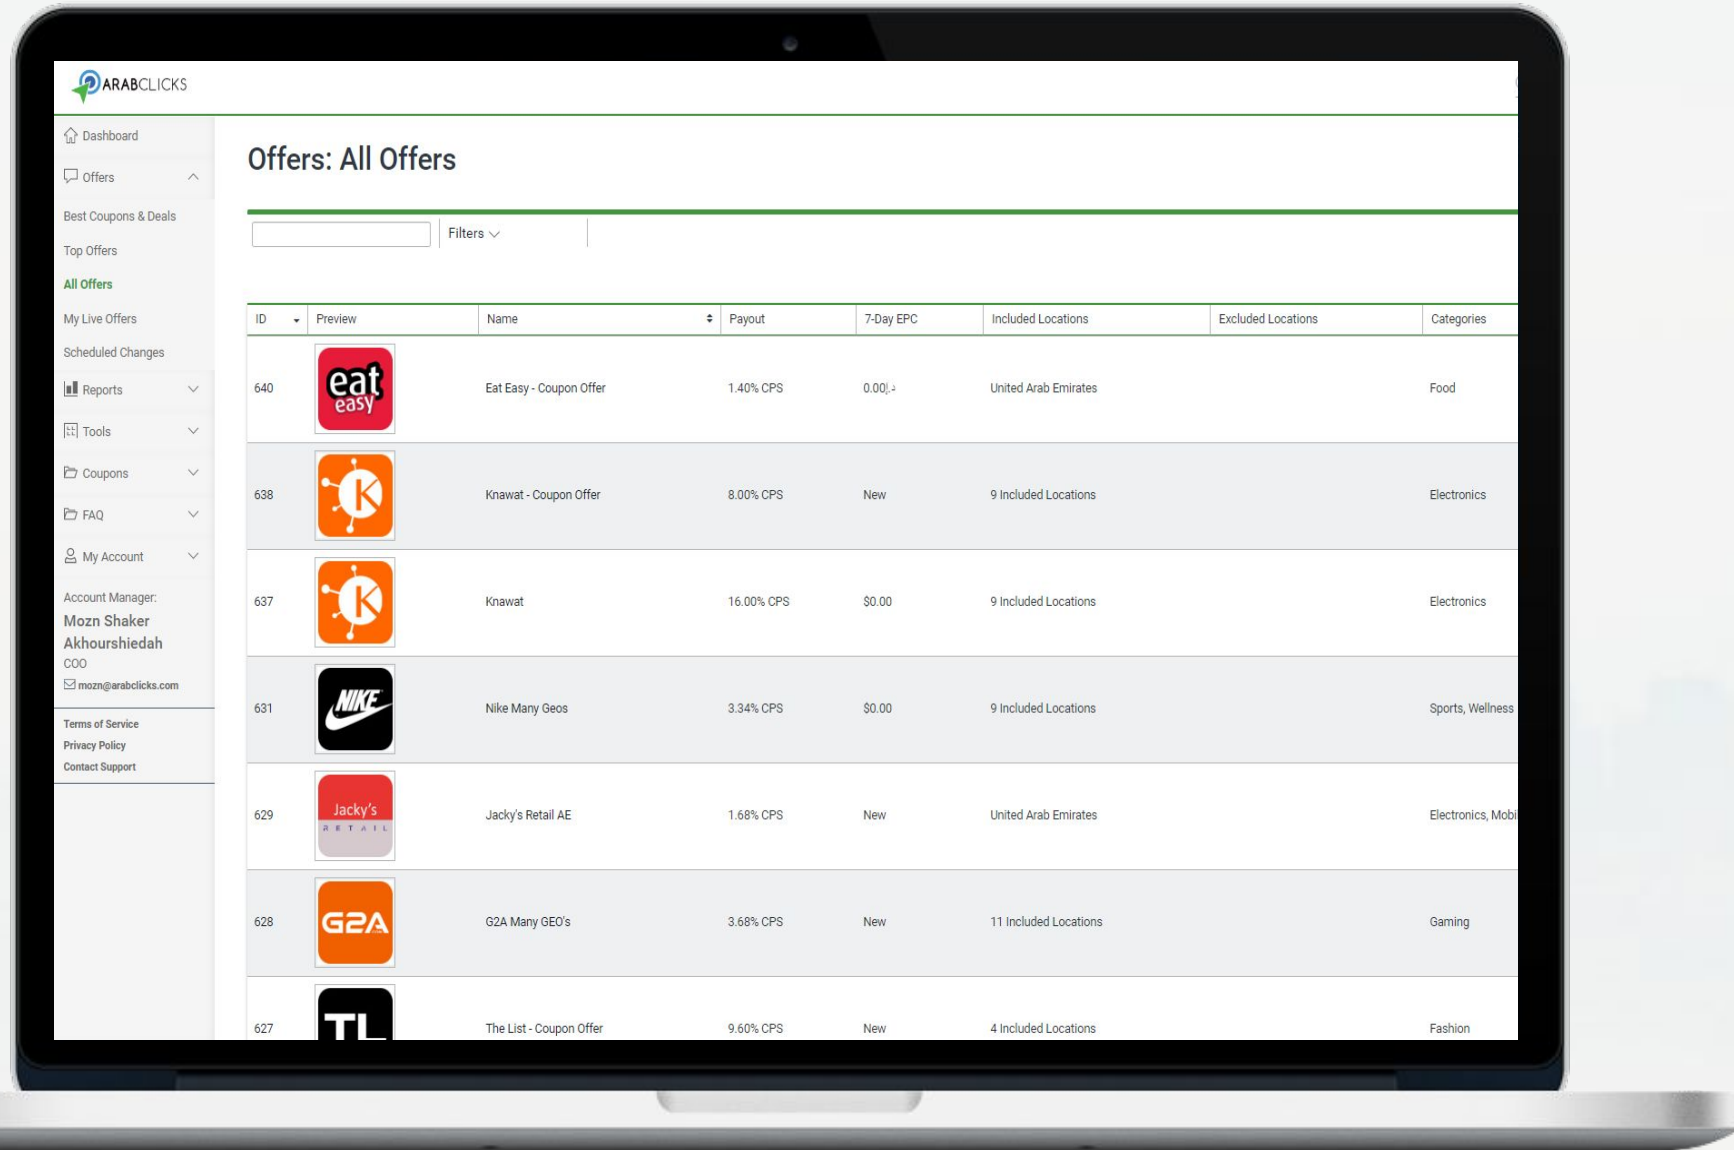 ARABCLICKS
Dashboard
Offers
Best Coupons & Deals
Top Offers
All Offers
My Live Offers
Scheduled Changes
Reports
Tools
Coupons
FAQ
My Account
Account Manager:
Mozn Shaker
Akhourshiedah
COO
mozn@arabclicks.com
Terms of Service
Privacy Policy
Contact Support
Offers: All Offers
Filters
ID Preview Name Payout 7-Day EPC Included Locations Excluded Locations Categories
640 eat easy Eat Easy - Coupon Offer 1.40% CPS 0.00د.إ United Arab Emirates Food
638 K Knawat - Coupon Offer 8.00% CPS New 9 Included Locations Electronics
637 K Knawat 16.00% CPS $0.00 9 Included Locations Electronics
631 NIKE Nike Many Geos 3.34% CPS $0.00 9 Included Locations Sports, Wellness
629 Jacky's RETAIL Jacky's Retail AE 1.68% CPS New United Arab Emirates Electronics, Mobi
628 G2A G2A Many GEO's 3.68% CPS New 11 Included Locations Gaming
627 TL The List - Coupon Offer 9.60% CPS New 4 Included Locations Fashion